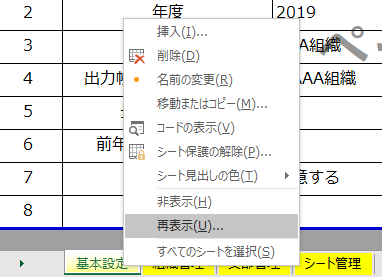 2 年度 2019
挿入(I)...
3 削除(D) A組織
名前の変更(R)
4 出力 移動またはコピー(M)... AA組織
コードの表示(V)
5
シート保護の解除(P)...
6 前年
シート見出しの色(T)
7 する
非表示(H)
8 再表示(U)...
すべてのシートを選択(S)
基本設定 シート管理